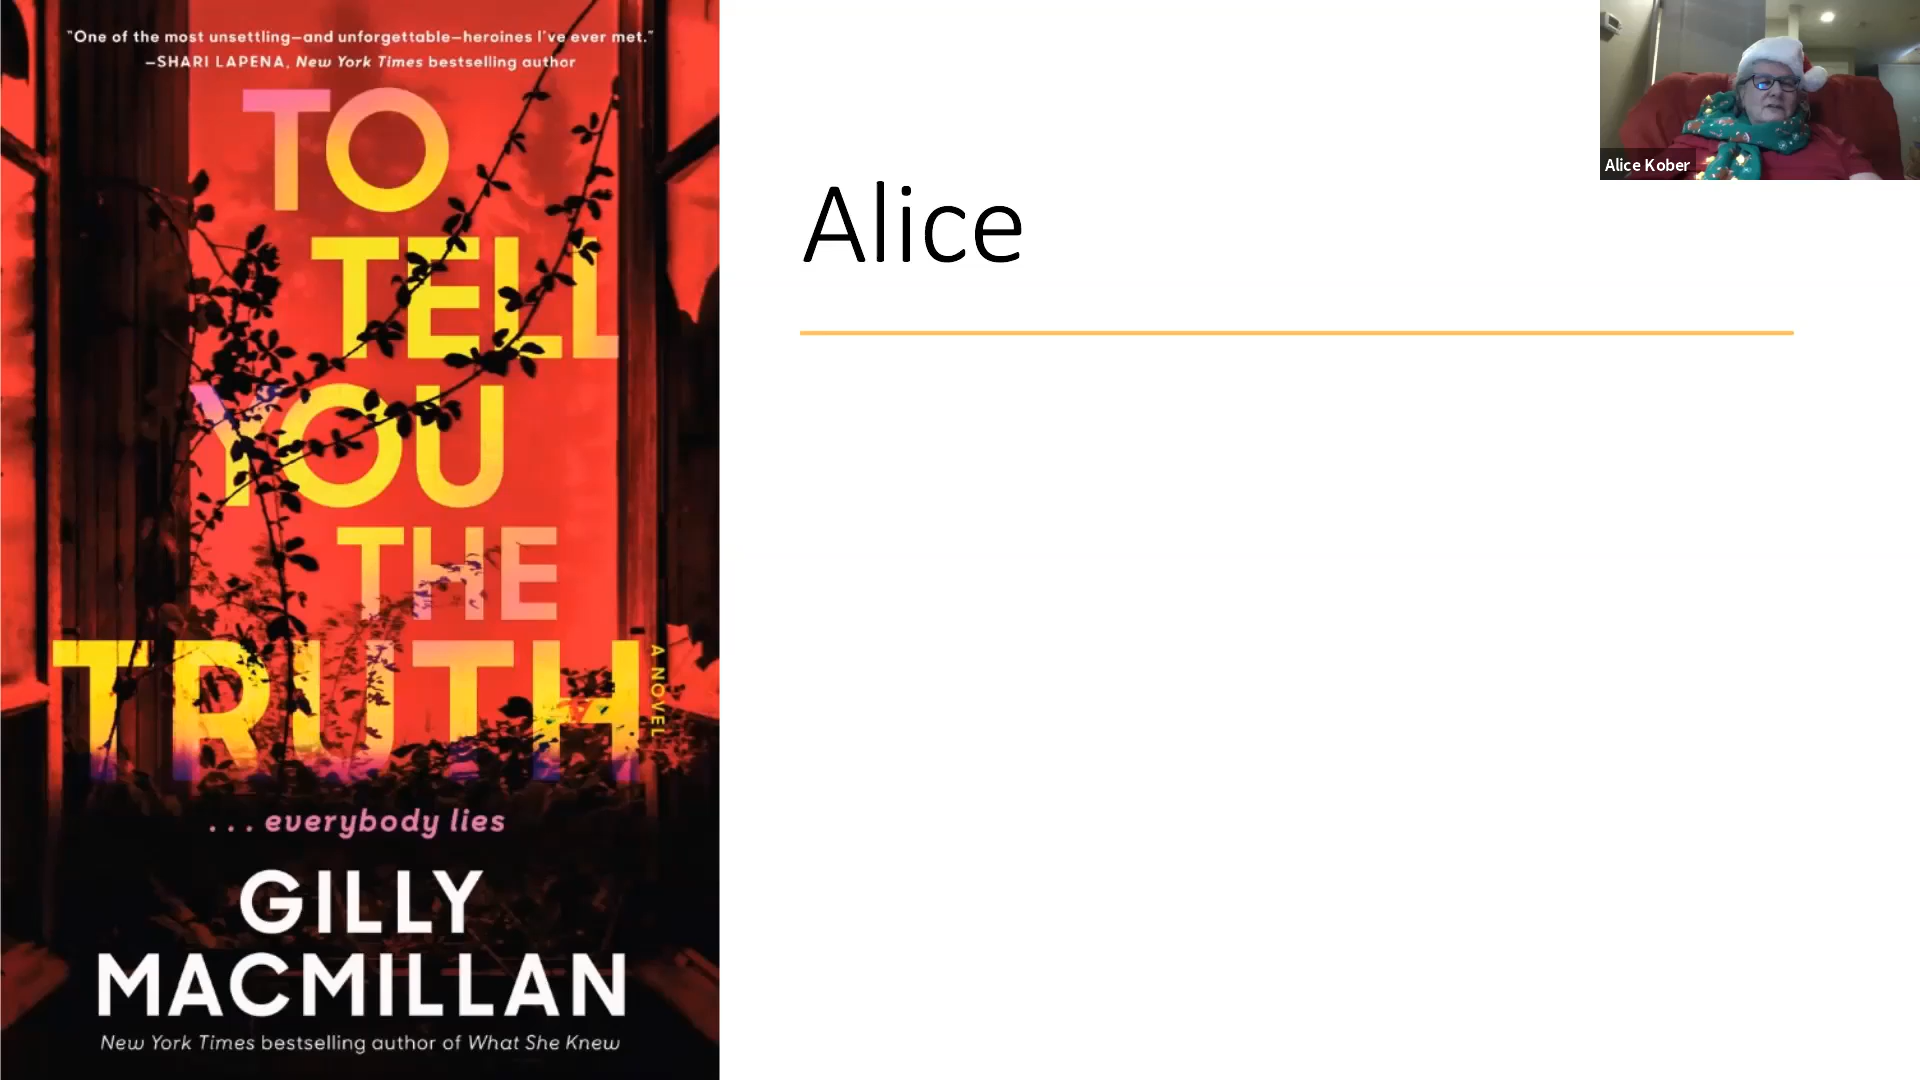 "One of the most unsettling—and unforgettable—heroines I've ever met."
—SHARI LAPENA, New York Times bestselling author
TO
TELL
YOU
THE
TRUTH
A NOVEL
. . . everybody lies
GILLY
MACMILLAN
New York Times bestselling author of What She Knew
Alice
Alice Kober